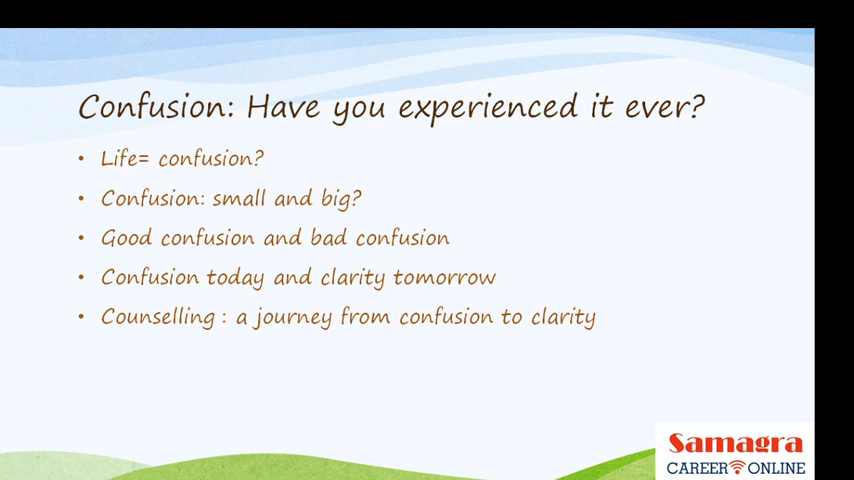 Confusion: Have you experienced it ever?
• Life= confusion?
• Confusion: small and big?
• Good confusion and bad confusion
• Confusion today and clarity tomorrow
• Counselling : a journey from confusion to clarity
Samagra
CAREER ONLINE